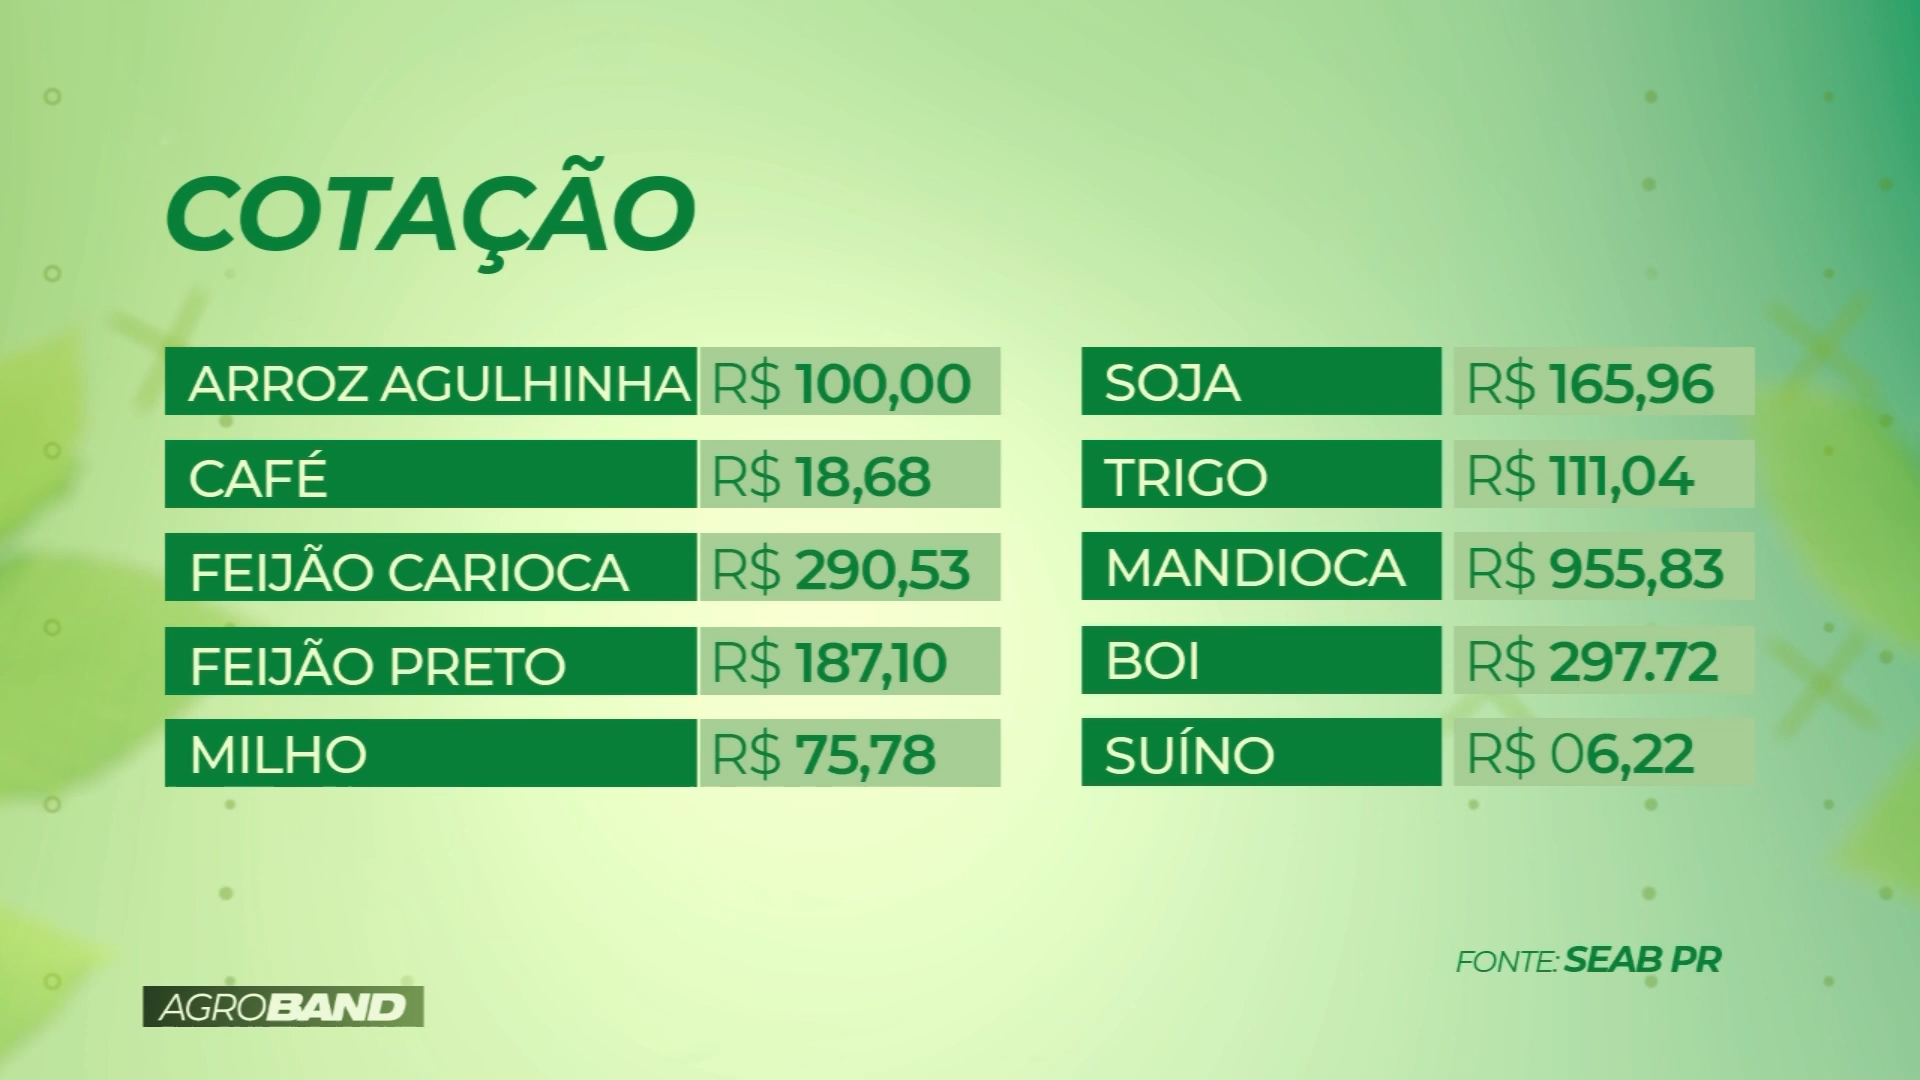 COTAÇÃO
ARROZ AGULHINHA R$ 100,00
CAFÉ R$ 18,68
FEIJÃO CARIOCA R$ 290,53
FEIJÃO PRETO R$ 187,10
MILHO R$ 75,78
SOJA R$ 165,96
TRIGO R$ 111,04
MANDIOCA R$ 955,83
BOI R$ 297.72
SUÍNO R$ 06,22
FONTE: SEAB PR
AGROBAND